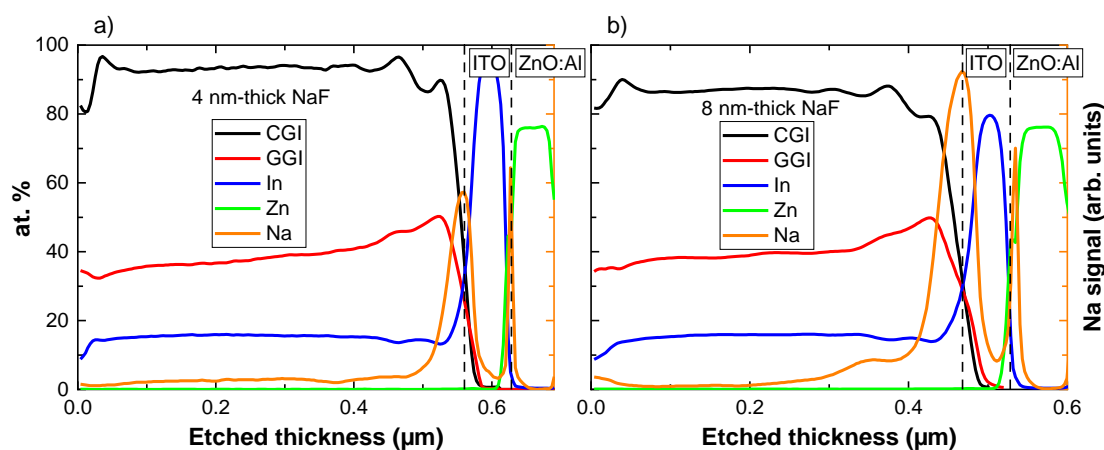 a)
b)
ITO
ZnO:Al
ITO
ZnO:Al
100
80
60
40
20
0
at. %
4 nm-thick NaF
CGI
GGI
In
Zn
Na
8 nm-thick NaF
CGI
GGI
In
Zn
Na
Na signal (arb. units)
0.0
0.2
0.4
0.6
0.0
0.2
0.4
0.6
Etched thickness (µm)
Etched thickness (µm)